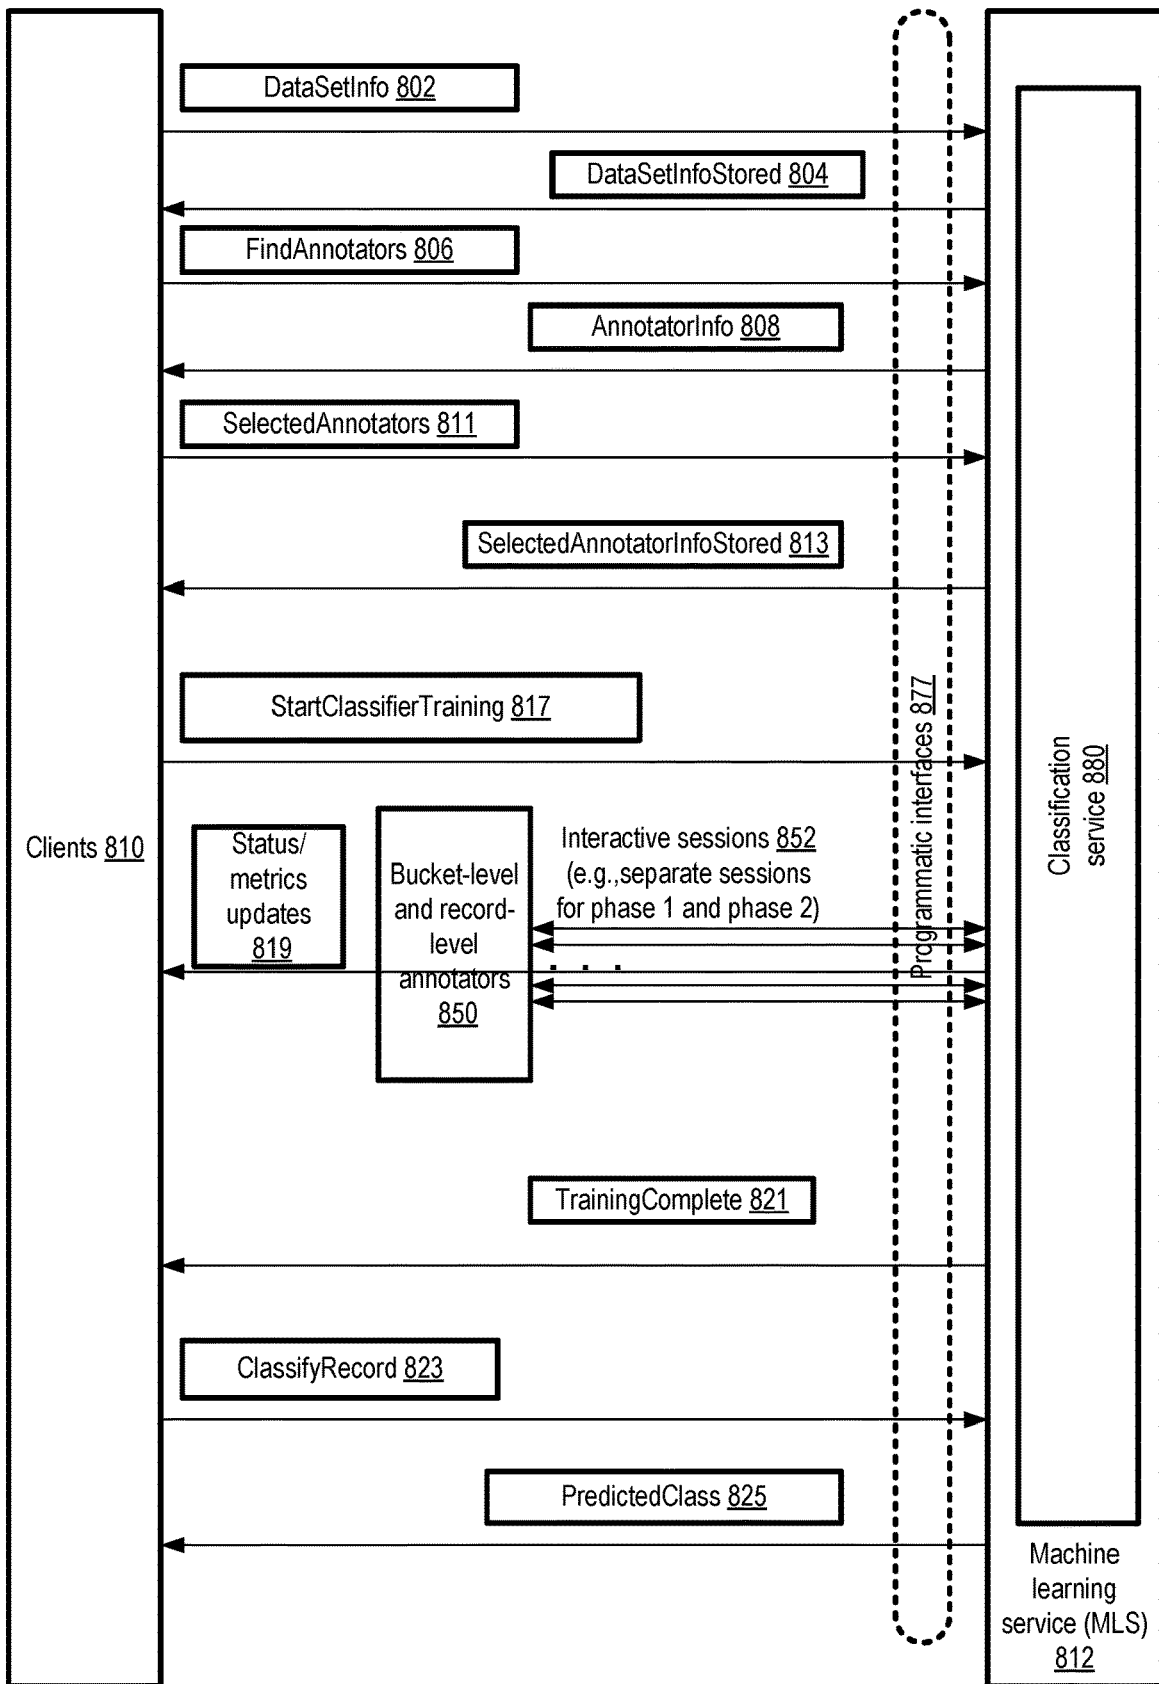 DataSetInfo 802
DataSetInfoStored 804
FindAnnotators 806
AnnotatorInfo 808
SelectedAnnotators 811
SelectedAnnotatorInfoStored 813
StartClassifierTraining 817
Programmatic interfaces 877
Classification
service 880
Clients 810
Status/
metrics
updates
819
Bucket-level
and record-
level
annotators
850
Interactive sessions 852
(e.g.,separate sessions
for phase 1 and phase 2)
. . .
TrainingComplete 821
ClassifyRecord 823
PredictedClass 825
Machine
learning
service (MLS)
812